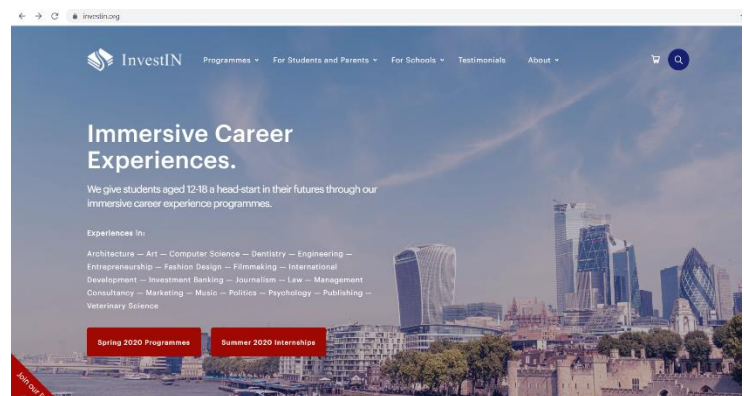 investin.org
InvestIN Programmes For Students and Parents For Schools Testimonials About
Immersive Career
Experiences.
We give students aged 12-18 a head-start in their futures through our
immersive career experience programmes.
Experiences in:
Architecture — Art — Computer Science — Dentistry — Engineering —
Entrepreneurship — Fashion Design — Filmmaking — International
Development — Investment Banking — Journalism — Law — Management
Consultancy — Marketing — Music — Politics — Psychology — Publishing —
Veterinary Science
Spring 2020 Programmes Summer 2020 Internships
Join our